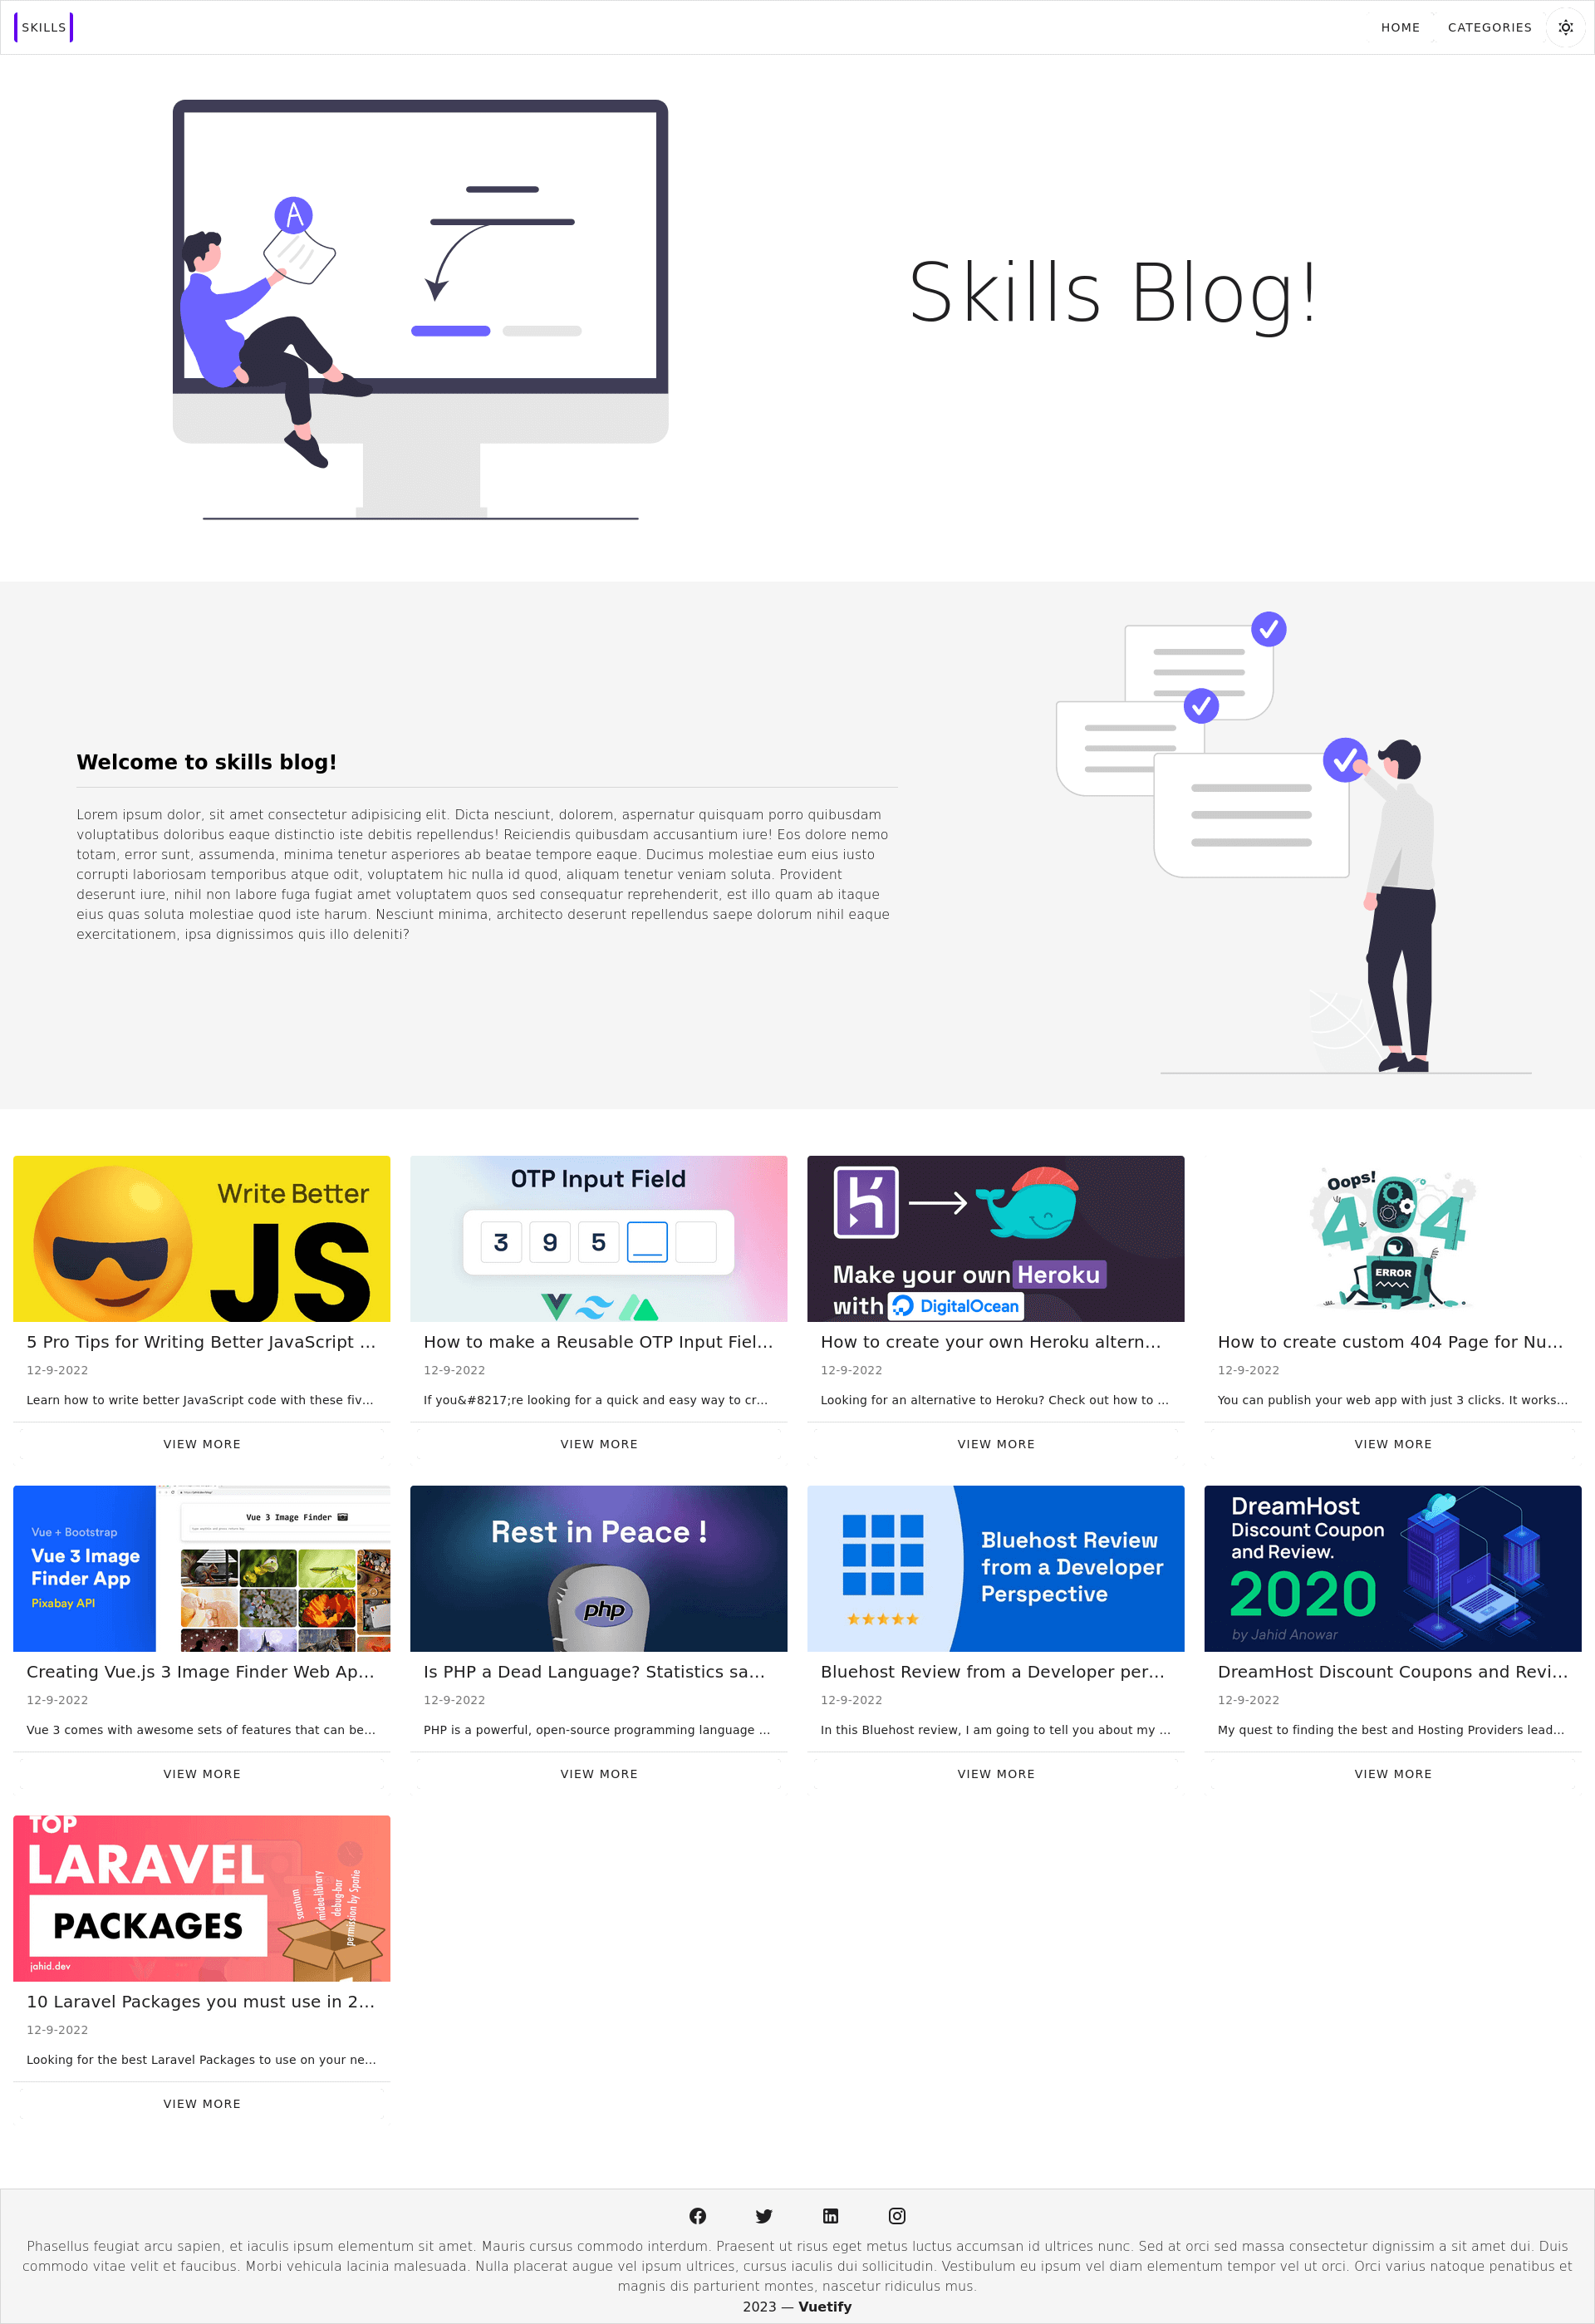 SKILLS
HOME
CATEGORIES
A
Skills Blog!
Welcome to skills blog!
Lorem ipsum dolor, sit amet consectetur adipisicing elit. Dicta nesciunt, dolorem, aspernatur quisquam porro quibusdam
voluptatibus doloribus eaque distinctio iste debitis repellendus! Reiciendis quibusdam accusantium iure! Eos dolore nemo
totam, error sunt, assumenda, minima tenetur asperiores ab beatae tempore eaque. Ducimus molestiae eum eius iusto
corrupti laboriosam temporibus atque odit, voluptatem hic nulla id quod, aliquam tenetur veniam soluta. Provident
deserunt iure, nihil non labore fuga fugiat amet voluptatem quos sed consequatur reprehenderit, est illo quam ab itaque
eius quas soluta molestiae quod iste harum. Nesciunt minima, architecto deserunt repellendus saepe dolorum nihil eaque
exercitationem, ipsa dignissimos quis illo deleniti?
Write Better
JS
5 Pro Tips for Writing Better JavaScript ...
12-9-2022
Learn how to write better JavaScript code with these fiv...
VIEW MORE
OTP Input Field
3 9 5
How to make a Reusable OTP Input Fiel...
12-9-2022
If you&#8217;re looking for a quick and easy way to cr...
VIEW MORE
Make your own Heroku
with DigitalOcean
How to create your own Heroku altern...
12-9-2022
Looking for an alternative to Heroku? Check out how to ...
VIEW MORE
Oops!
404
ERROR
How to create custom 404 Page for Nu...
12-9-2022
You can publish your web app with just 3 clicks. It works...
VIEW MORE
Vue + Bootstrap
Vue 3 Image
Finder App
Pixabay API
Vue 3 Image Finder
Creating Vue.js 3 Image Finder Web Ap...
12-9-2022
Vue 3 comes with awesome sets of features that can be...
VIEW MORE
Rest in Peace !
php
Is PHP a Dead Language? Statistics sa...
12-9-2022
PHP is a powerful, open-source programming language ...
VIEW MORE
Bluehost Review
from a Developer
Perspective
Bluehost Review from a Developer per...
12-9-2022
In this Bluehost review, I am going to tell you about my ...
VIEW MORE
DreamHost
Discount Coupon
and Review.
2020
by Jahid Anowar
DreamHost Discount Coupons and Revi...
12-9-2022
My quest to finding the best and Hosting Providers lead...
VIEW MORE
TOP
LARAVEL
PACKAGES
jahid.dev
debug-bar
permission by Spatie
10 Laravel Packages you must use in 2...
12-9-2022
Looking for the best Laravel Packages to use on your ne...
VIEW MORE
Phasellus feugiat arcu sapien, et iaculis ipsum elementum sit amet. Mauris cursus commodo interdum. Praesent ut risus eget metus luctus accumsan id ultrices nunc. Sed at orci sed massa consectetur dignissim a sit amet dui. Duis
commodo vitae velit et faucibus. Morbi vehicula lacinia malesuada. Nulla placerat augue vel ipsum ultrices, cursus iaculis dui sollicitudin. Vestibulum eu ipsum vel diam elementum tempor vel ut orci. Orci varius natoque penatibus et
magnis dis parturient montes, nascetur ridiculus mus.
2023 — Vuetify